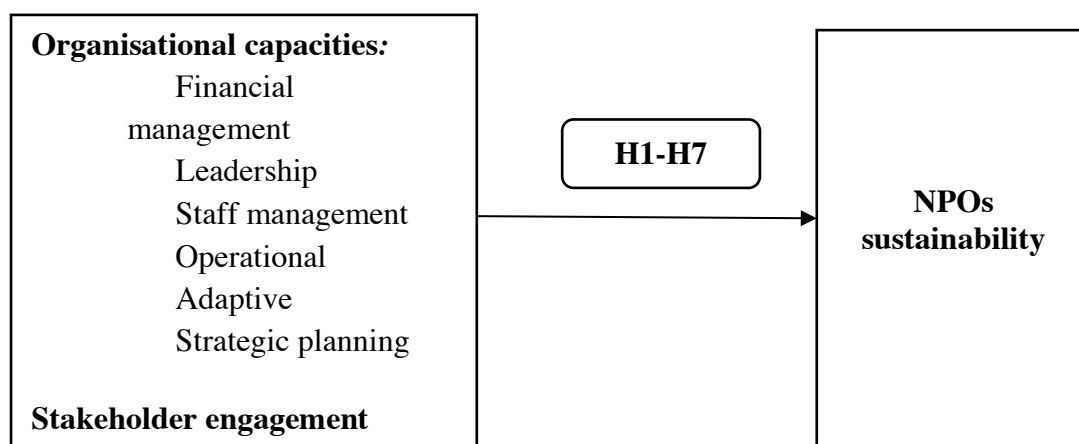 Organisational capacities:
Financial
management
Leadership
Staff management
Operational
Adaptive
Strategic planning
Stakeholder engagement
H1-H7
NPOs
sustainability